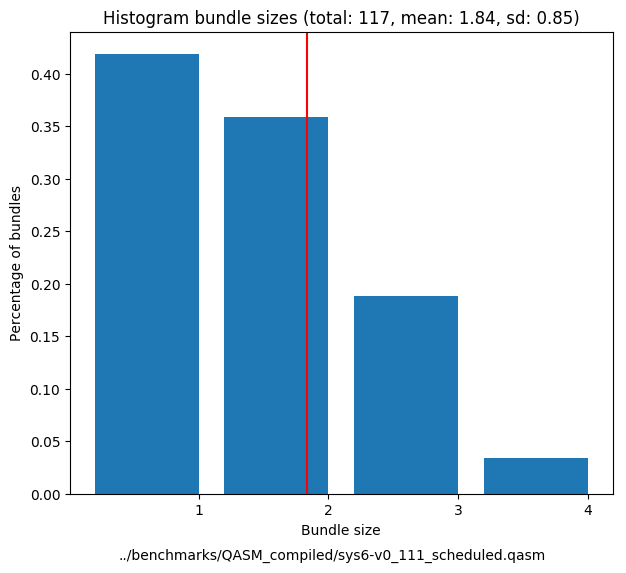 Histogram bundle sizes (total: 117, mean: 1.84, sd: 0.85)
0.40
0.35
0.30
0.25
0.20
0.15
0.10
0.05
0.00
Percentage of bundles
1 2 3 4
Bundle size
../benchmarks/QASM_compiled/sys6-v0_111_scheduled.qasm